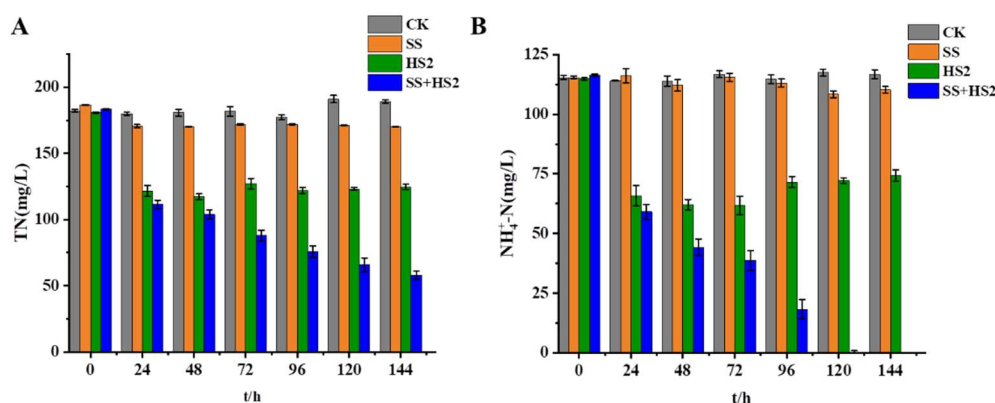 A
CK
SS
HS2
SS+HS2
TN(mg/L)
200
150
100
50
0
0 24 48 72 96 120 144
t/h
B
CK
SS
HS2
SS+HS2
NH₄⁺-N(mg/L)
125
100
75
50
25
0
0 24 48 72 96 120 144
t/h